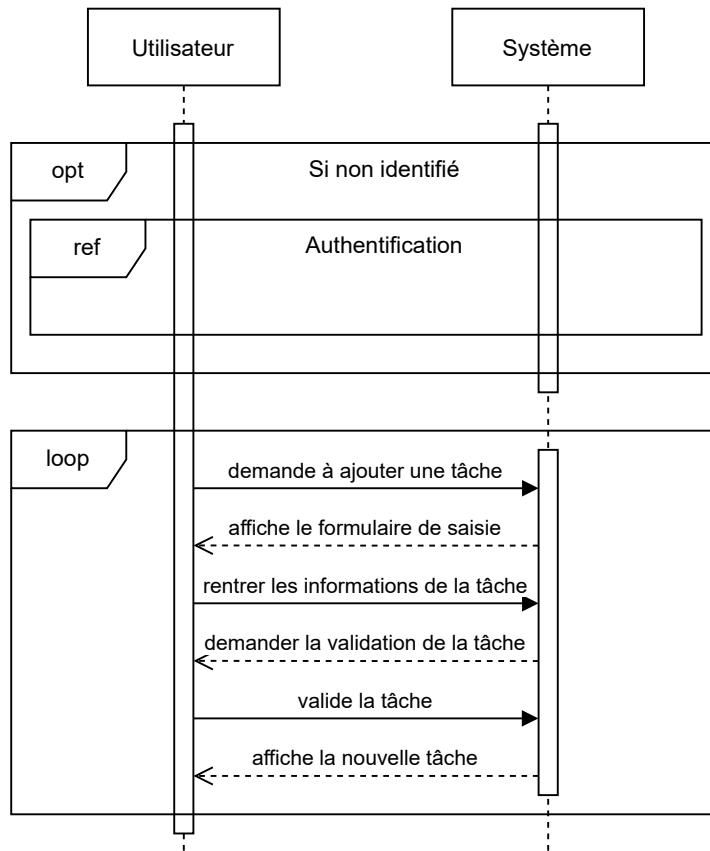 Utilisateur
Système
opt
Si non identifié
ref
Authentification
loop
demande à ajouter une tâche
affiche le formulaire de saisie
rentrer les informations de la tâche
demander la validation de la tâche
valide la tâche
affiche la nouvelle tâche